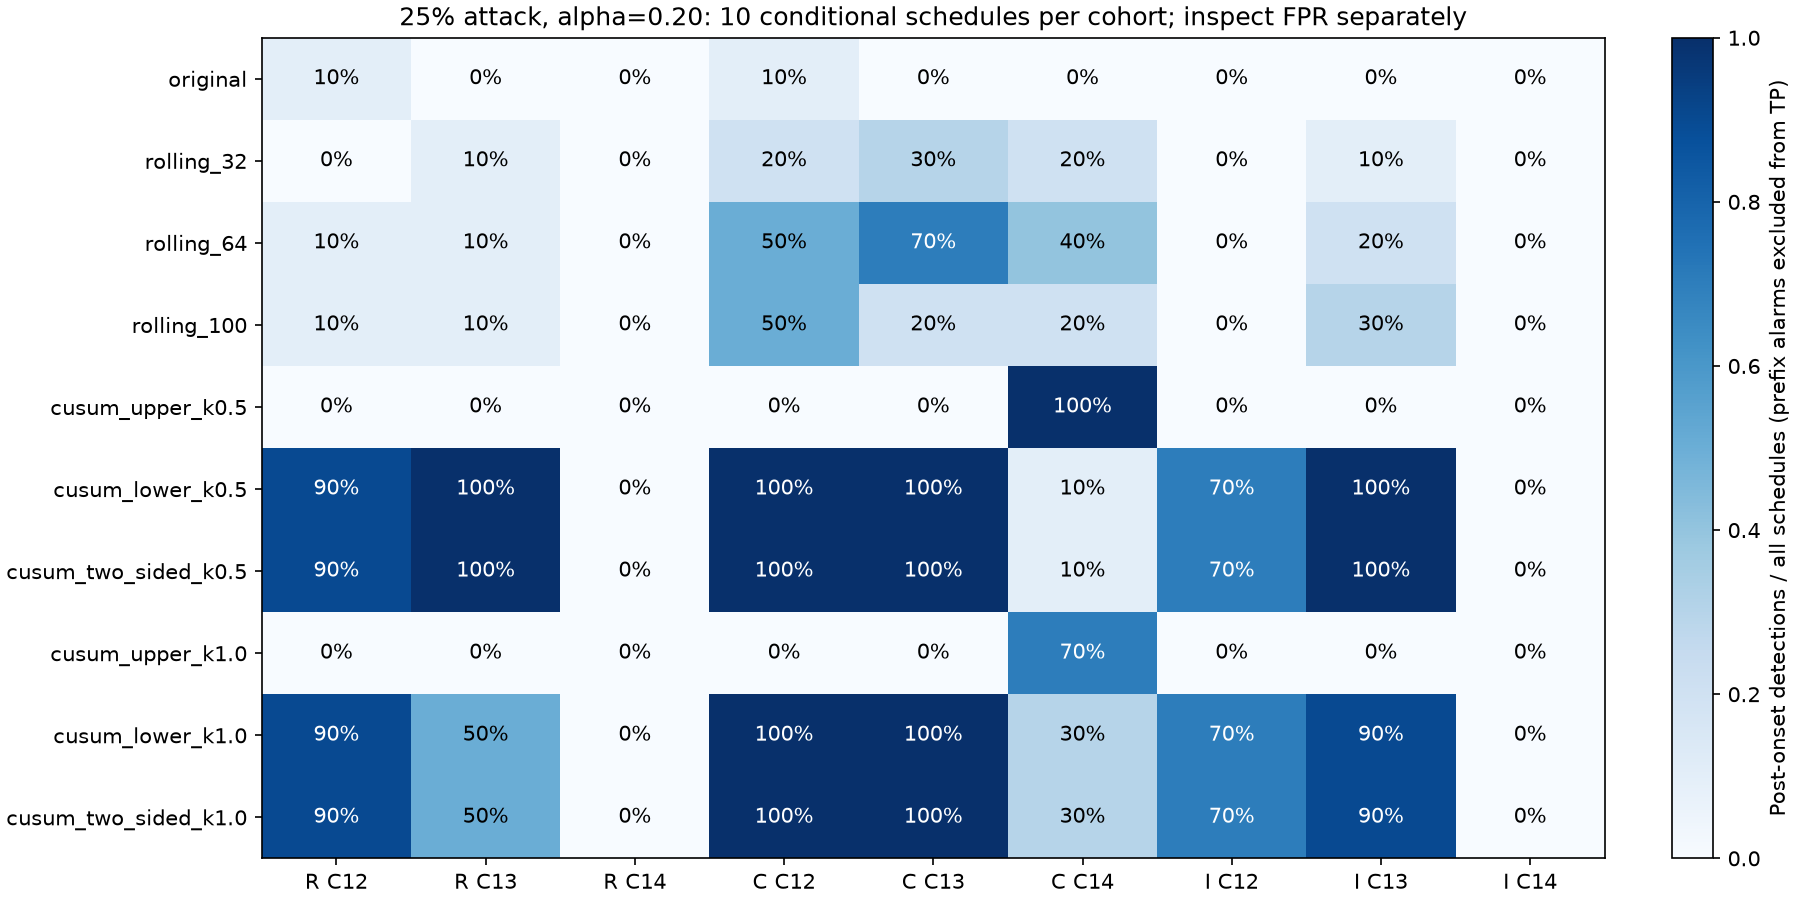 25% attack, alpha=0.20: 10 conditional schedules per cohort; inspect FPR separately
original 10% 0% 0% 10% 0% 0% 0% 0% 0%
rolling_32 0% 10% 0% 20% 30% 20% 0% 10% 0%
rolling_64 10% 10% 0% 50% 70% 40% 0% 20% 0%
rolling_100 10% 10% 0% 50% 20% 20% 0% 30% 0%
cusum_upper_k0.5 0% 0% 0% 0% 0% 100% 0% 0% 0%
cusum_lower_k0.5 90% 100% 0% 100% 100% 10% 70% 100% 0%
cusum_two_sided_k0.5 90% 100% 0% 100% 100% 10% 70% 100% 0%
cusum_upper_k1.0 0% 0% 0% 0% 0% 70% 0% 0% 0%
cusum_lower_k1.0 90% 50% 0% 100% 100% 30% 70% 90% 0%
cusum_two_sided_k1.0 90% 50% 0% 100% 100% 30% 70% 90% 0%
R C12 R C13 R C14 C C12 C C13 C C14 I C12 I C13 I C14
1.0
0.8
0.6
0.4
0.2
0.0
Post-onset detections / all schedules (prefix alarms excluded from TP)